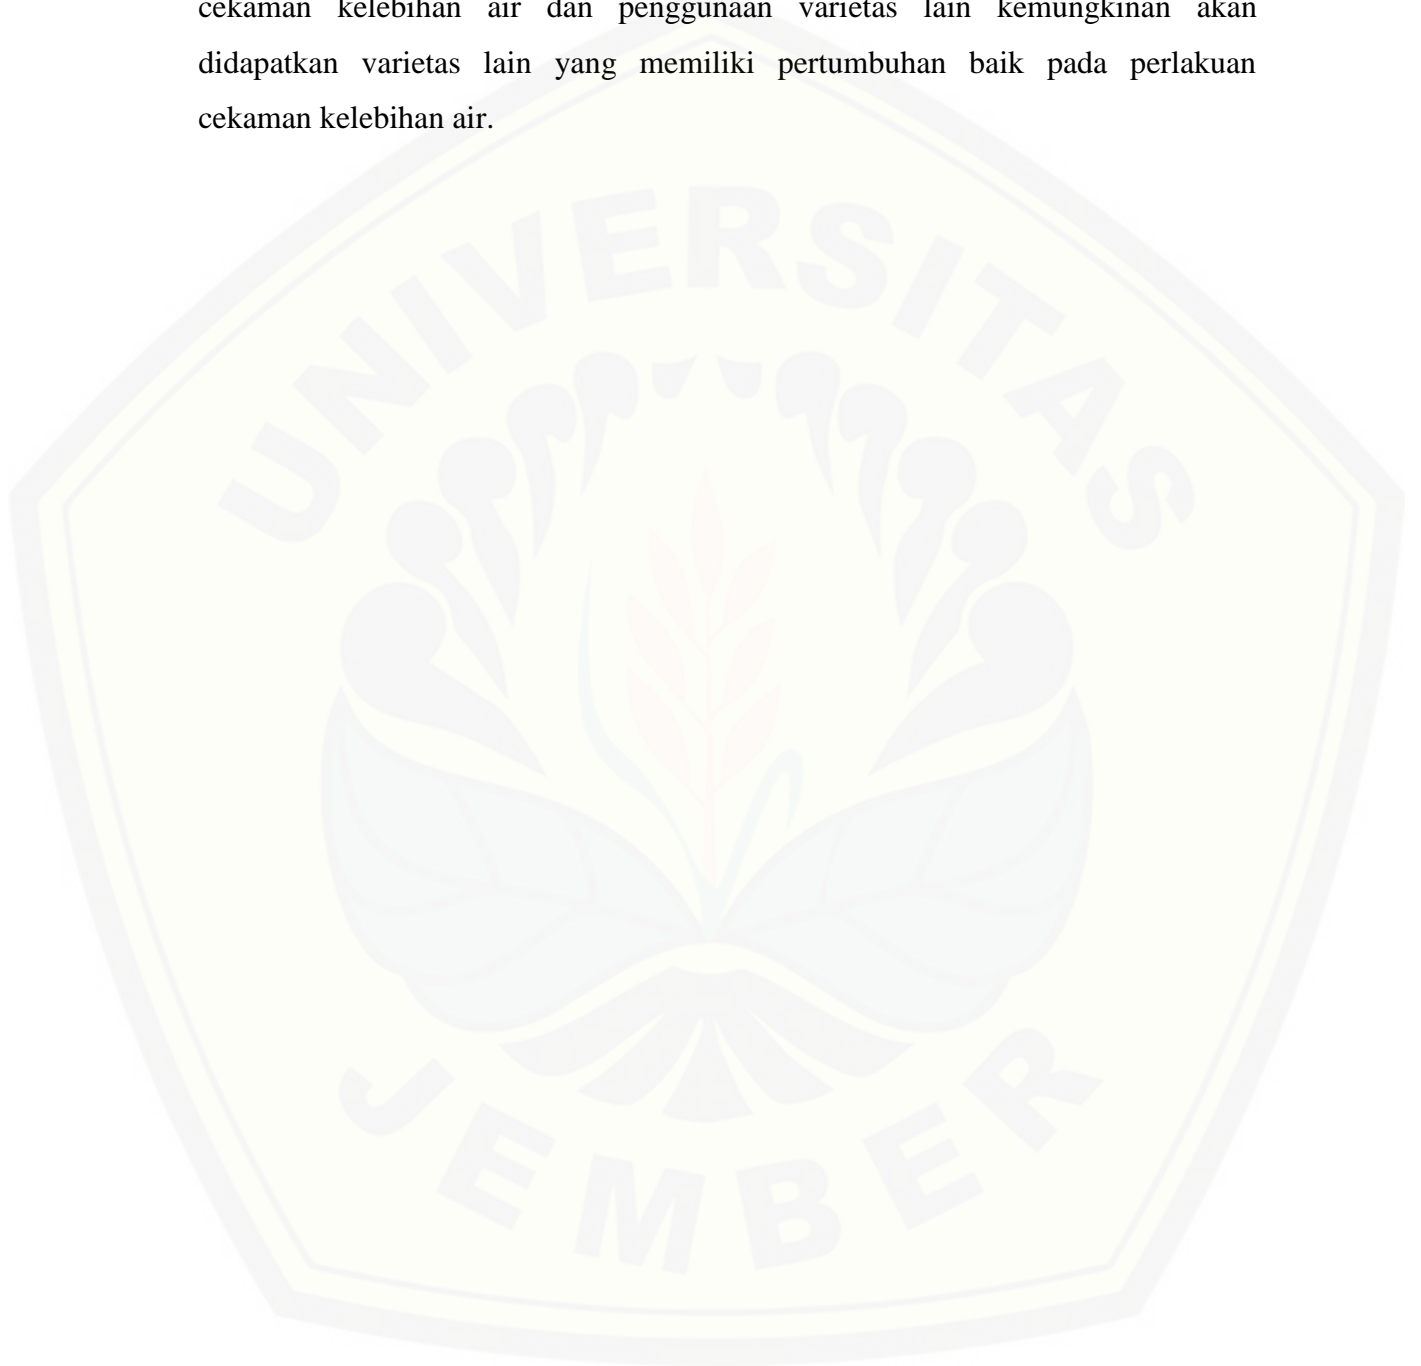 cekaman kelebihan air dan penggunaan varietas lain kemungkinan akan
didapatkan varietas lain yang memiliki pertumbuhan baik pada perlakuan
cekaman kelebihan air.
UNIVERSITAS
JEMBER